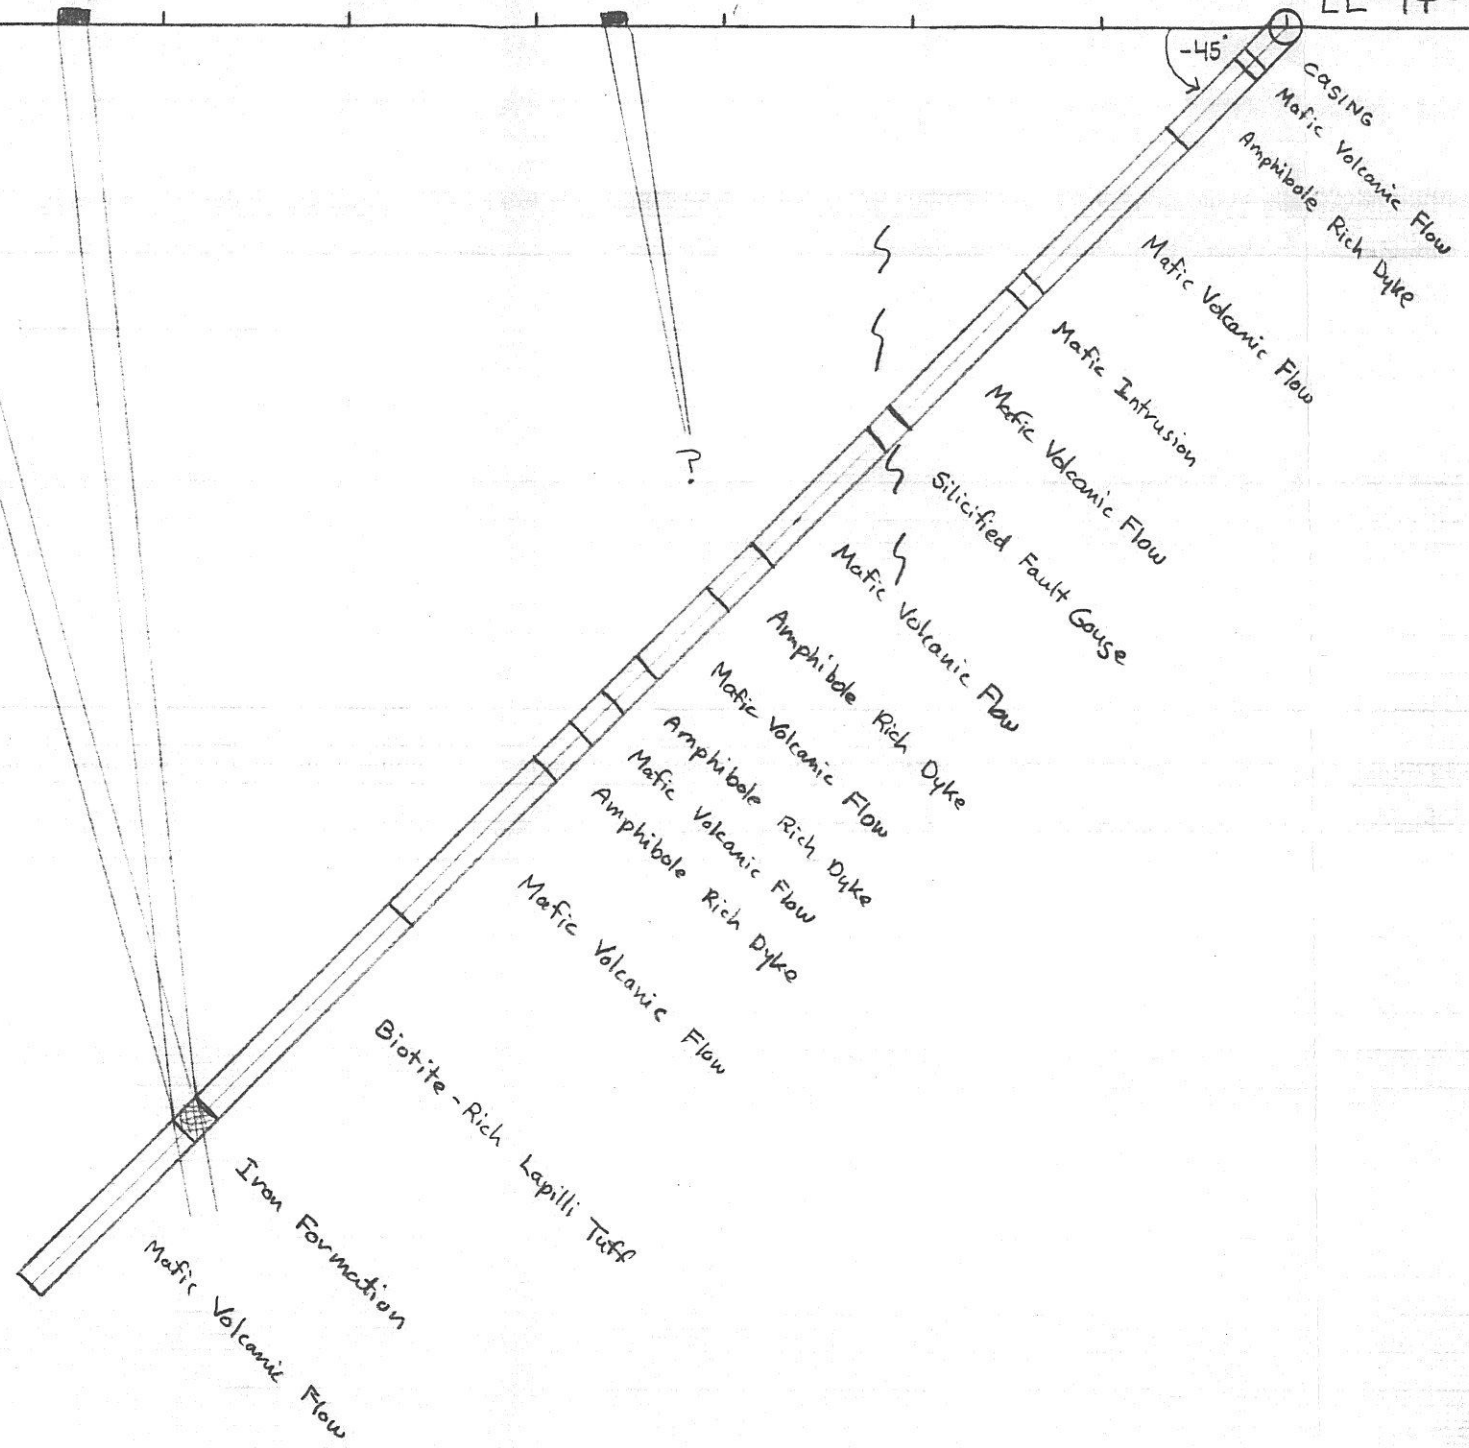 -45°
CASING
Mafic Volcanic Flow
Amphibole Rich Dyke
Mafic Volcanic Flow
Mafic Intrusion
Mafic Volcanic Flow
Silicified Fault Gouge
Mafic Volcanic Flow
Amphibole Rich Dyke
Mafic Volcanic Flow
Amphibole Rich Dyke
Mafic Volcanic Flow
Amphibole Rich Dyke
Mafic Volcanic Flow
Biotite-Rich Lapilli Tuff
Iron Formation
Mafic Volcanic Flow
?